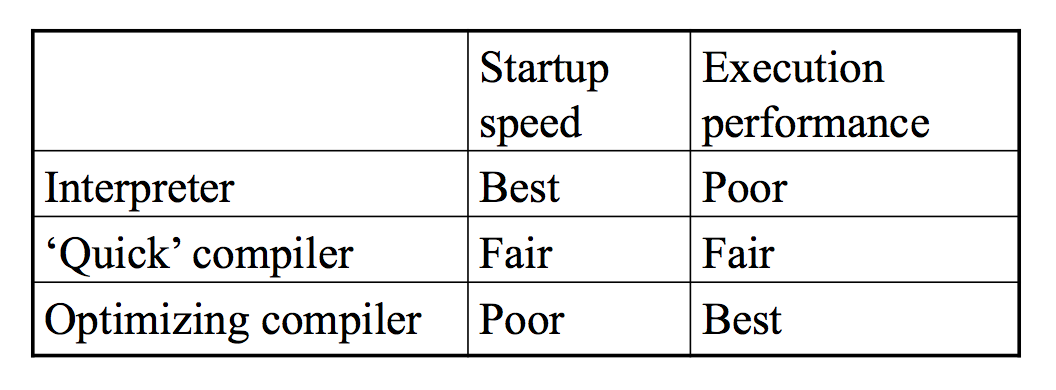 Startup
speed
Execution
performance
Interpreter Best Poor
‘Quick’ compiler Fair Fair
Optimizing compiler Poor Best